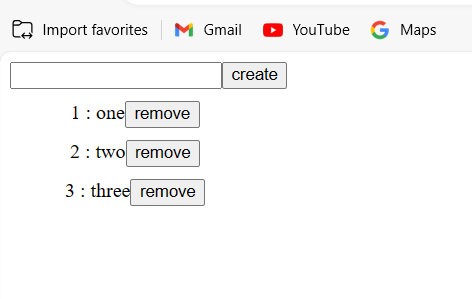 Import favorites Gmail YouTube Maps
create
1 : one remove
2 : two remove
3 : three remove